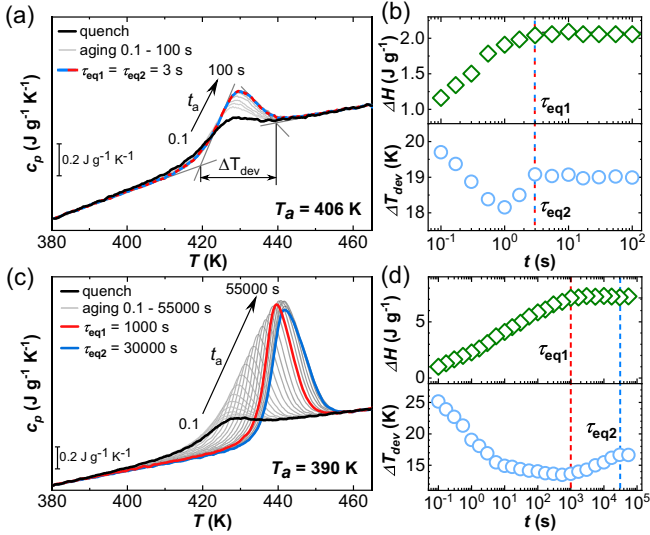 (a)
quench
aging 0.1 - 100 s
τeq1 = τeq2 = 3 s
100 s
ta
0.1
0.2 J g-1 K-1
ΔTdev
Ta = 406 K
cp (J g-1 K-1)
380 400 420 440 460
T (K)
(b)
2.0
1.5
1.0
ΔH (J g-1)
τeq1
20
19
18
ΔTdev (K)
τeq2
10-1 100 101 102
t (s)
(c)
quench
aging 0.1 - 55000 s
τeq1 = 1000 s
τeq2 = 30000 s
55000 s
ta
0.1
0.2 J g-1 K-1
Ta = 390 K
cp (J g-1 K-1)
380 400 420 440 460
T (K)
(d)
5
0
ΔH (J g-1)
τeq1
25
20
15
ΔTdev (K)
τeq2
10-1 100 101 102 103 104 105
t (s)